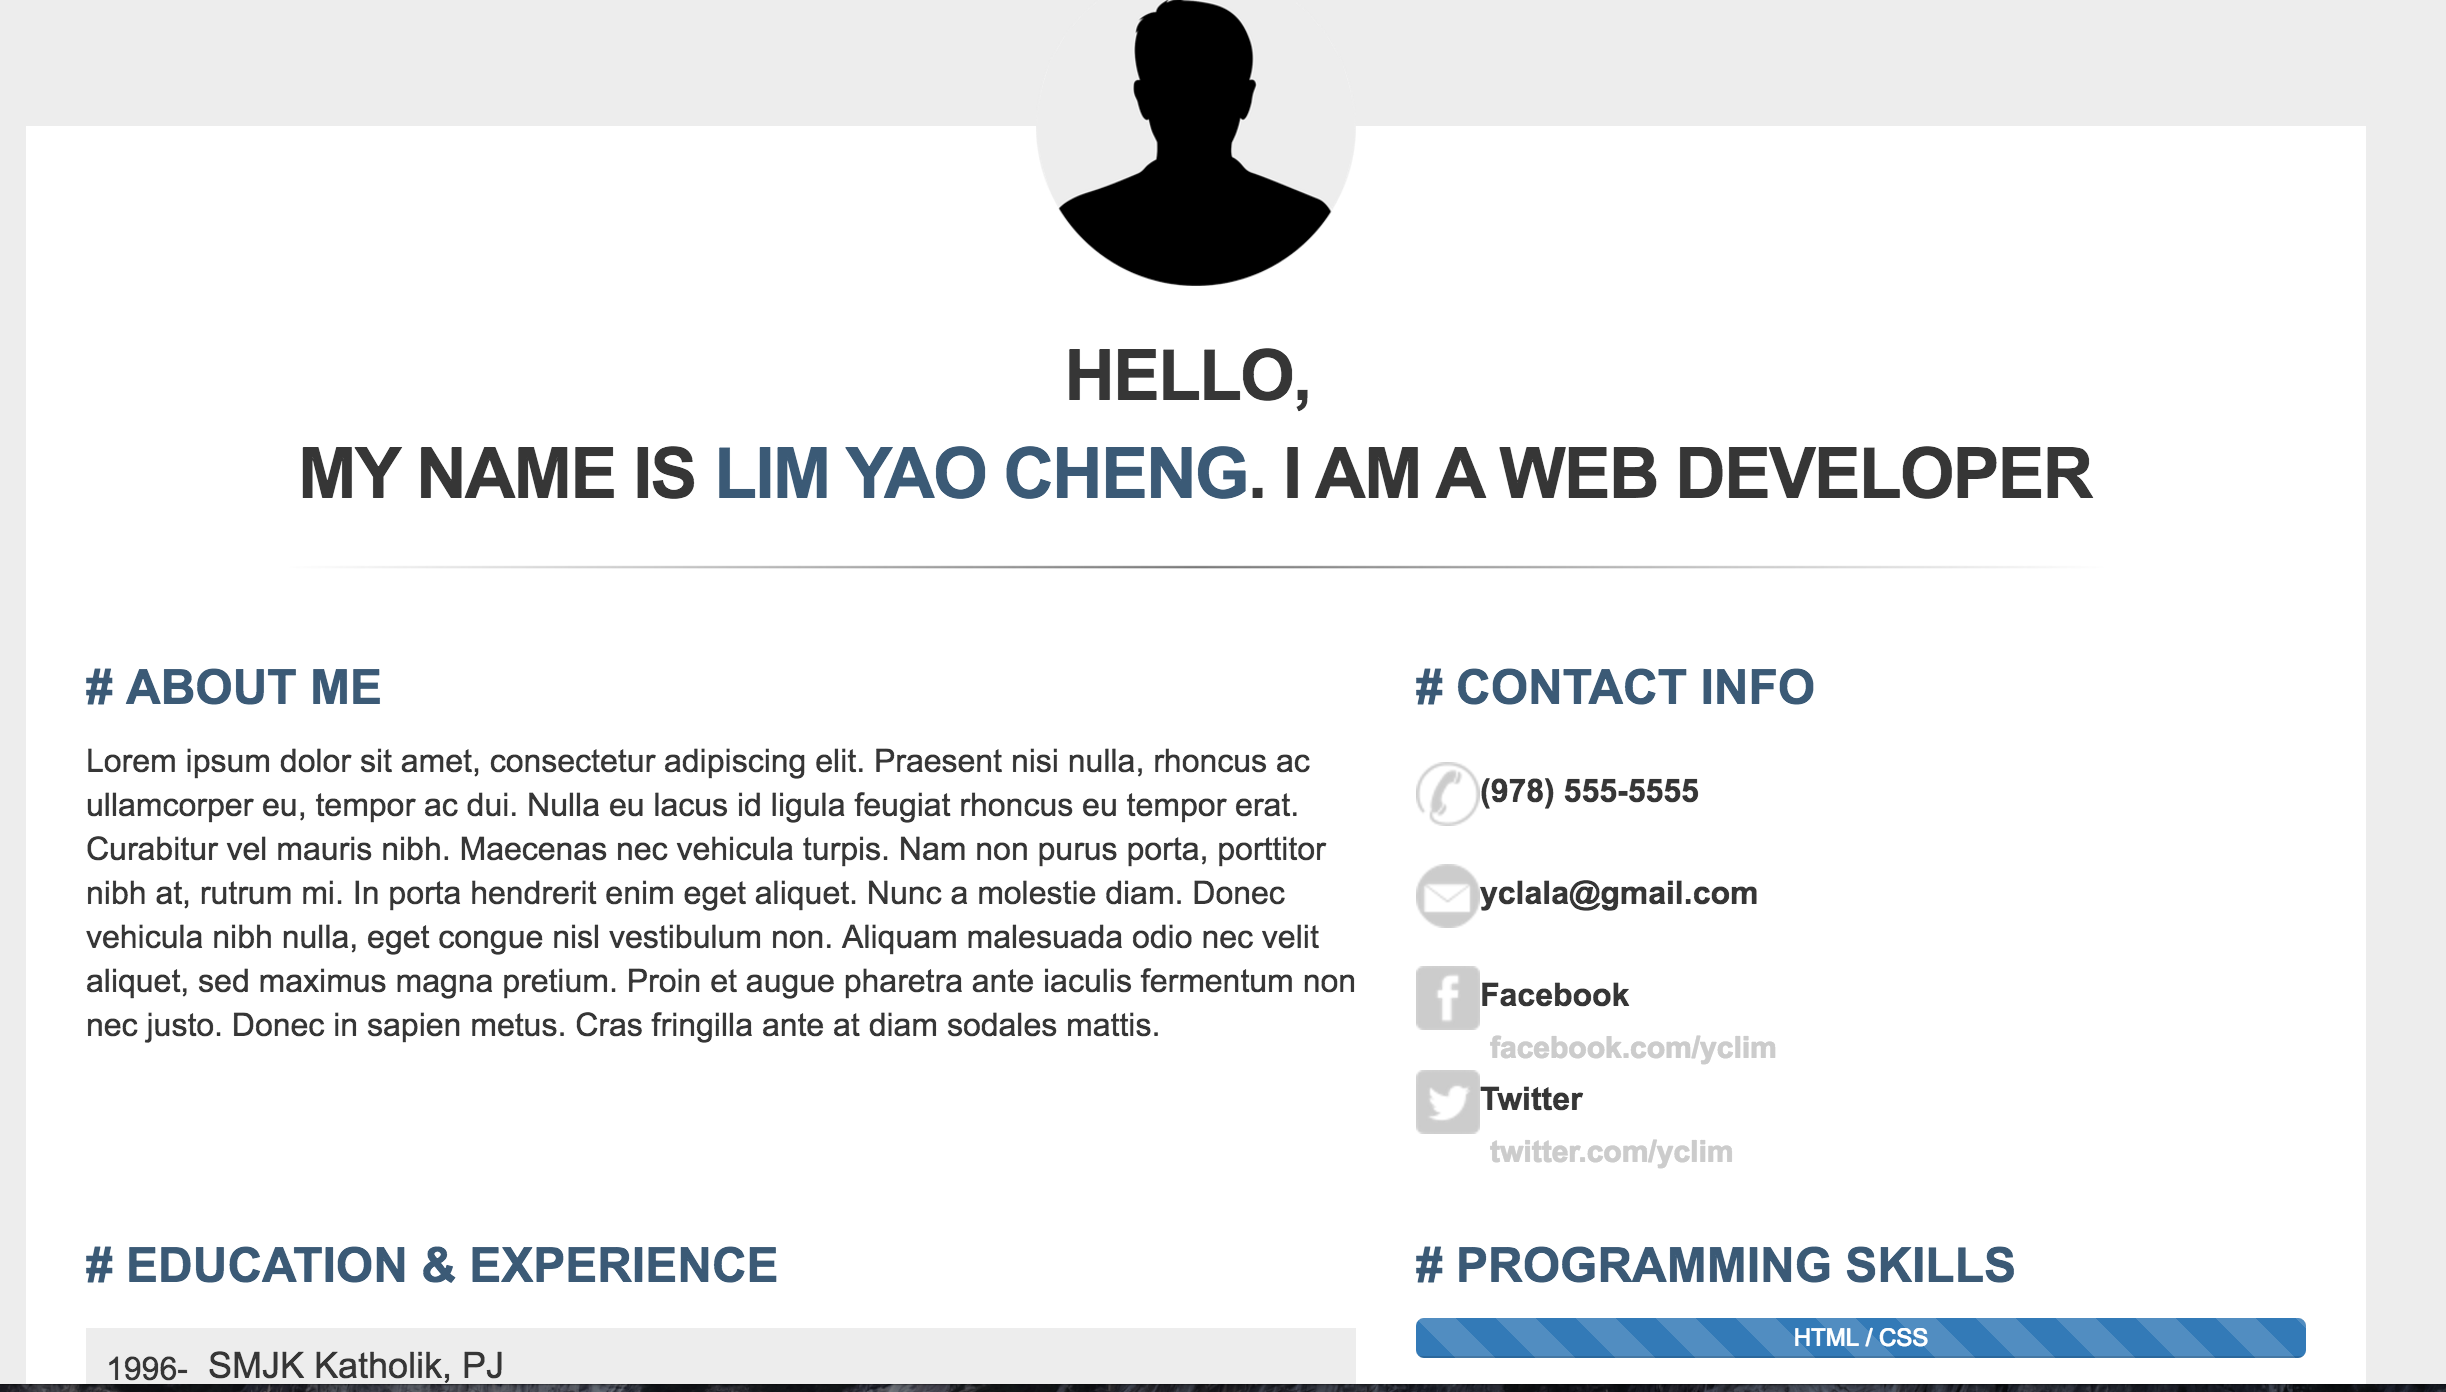 HELLO,
MY NAME IS LIM YAO CHENG. I AM A WEB DEVELOPER
# ABOUT ME
Lorem ipsum dolor sit amet, consectetur adipiscing elit. Praesent nisi nulla, rhoncus ac
ullamcorper eu, tempor ac dui. Nulla eu lacus id ligula feugiat rhoncus eu tempor erat.
Curabitur vel mauris nibh. Maecenas nec vehicula turpis. Nam non purus porta, porttitor
nibh at, rutrum mi. In porta hendrerit enim eget aliquet. Nunc a molestie diam. Donec
vehicula nibh nulla, eget congue nisl vestibulum non. Aliquam malesuada odio nec velit
aliquet, sed maximus magna pretium. Proin et augue pharetra ante iaculis fermentum non
nec justo. Donec in sapien metus. Cras fringilla ante at diam sodales mattis.
# CONTACT INFO
(978) 555-5555
yclala@gmail.com
Facebook
facebook.com/yclim
Twitter
twitter.com/yclim
# EDUCATION & EXPERIENCE
1996- SMJK Katholik, PJ
# PROGRAMMING SKILLS
HTML / CSS